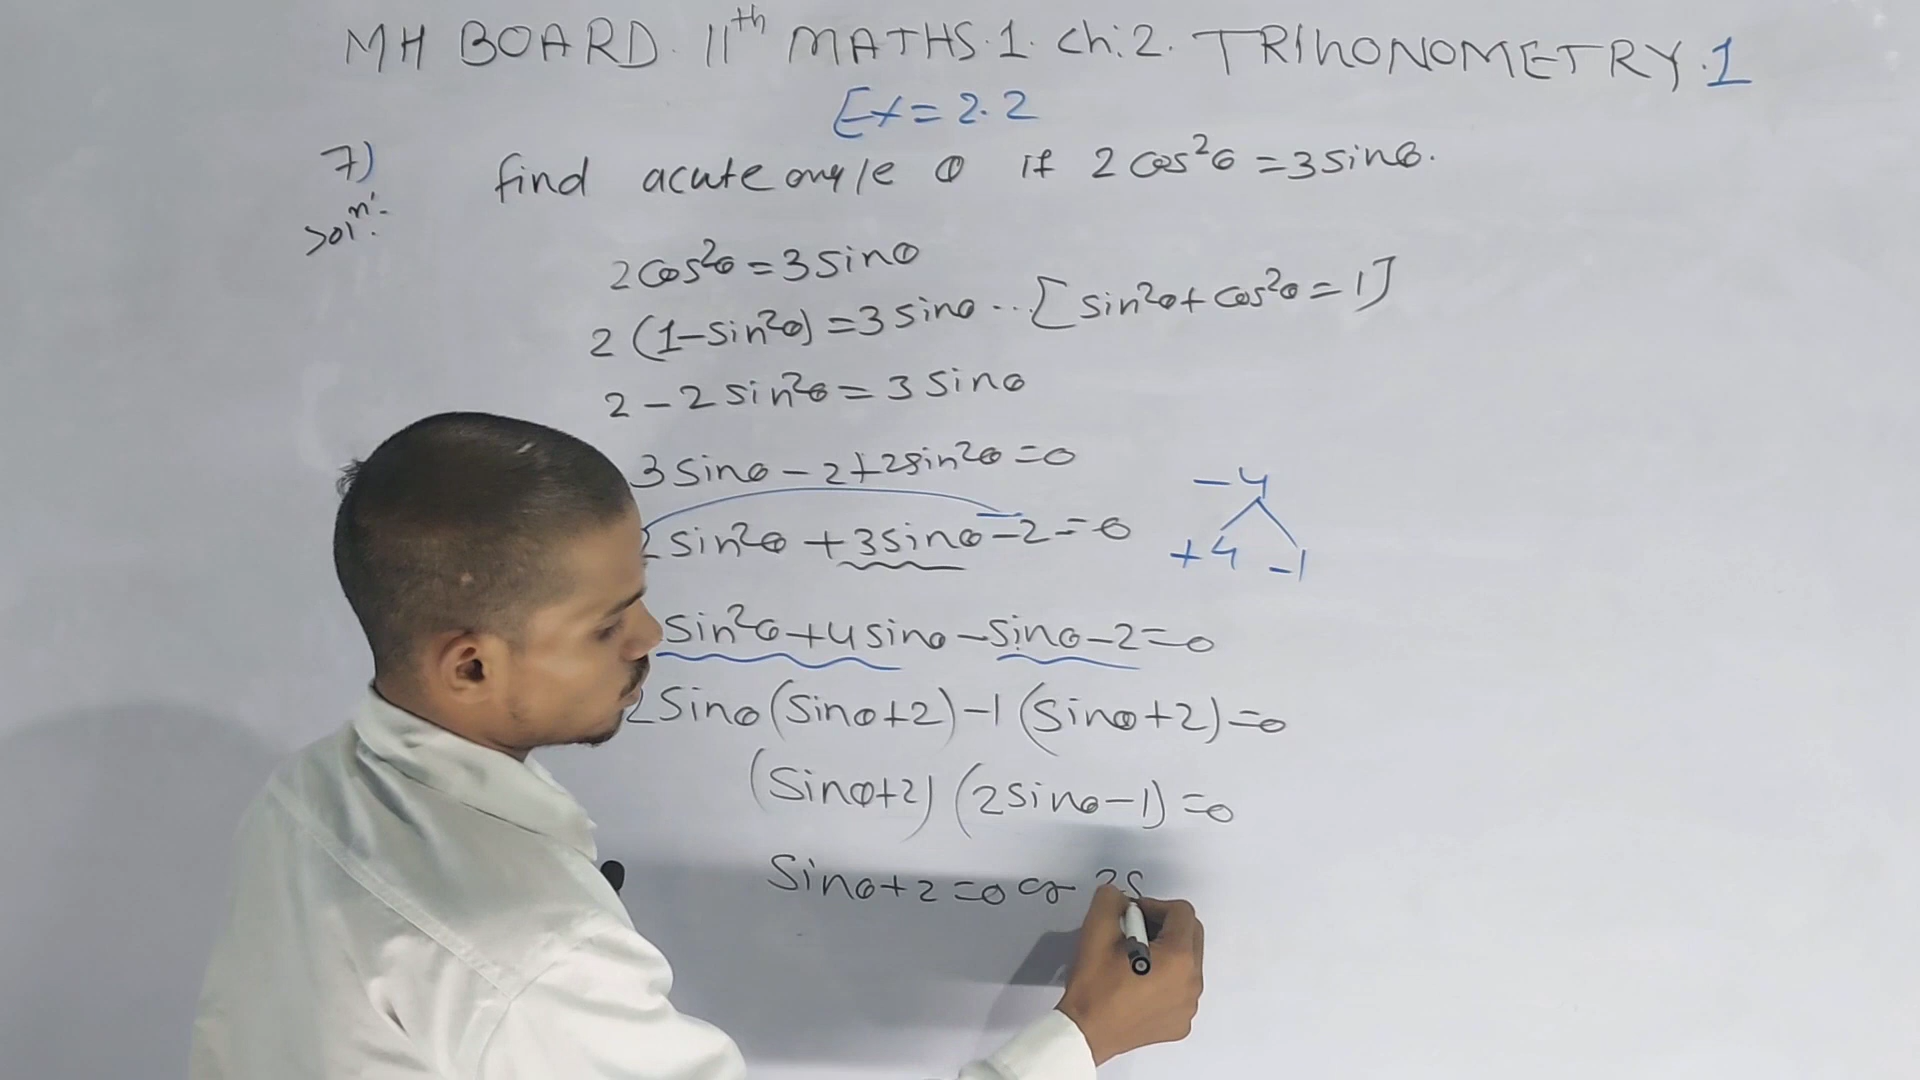 MH BOARD. 11th MATHS.1. Ch:2. TRIGONOMETRY.1
Ex=2.2
7) find acute angle θ if 2cos²θ=3sinθ.
Solⁿ:-
2cos²θ=3sinθ
2(1-sin²θ)=3sinθ...[sin²θ+cos²θ=1]
2-2sin²θ=3sinθ
3sinθ-2+2sin²θ=0
2sin²θ+3sinθ-2=0
-4
+4 -1
sin²θ+4sinθ-sinθ-2=0
2sinθ(sinθ+2)-1(sinθ+2)=0
(sinθ+2)(2sinθ-1)=0
sinθ+2=0 or 2S